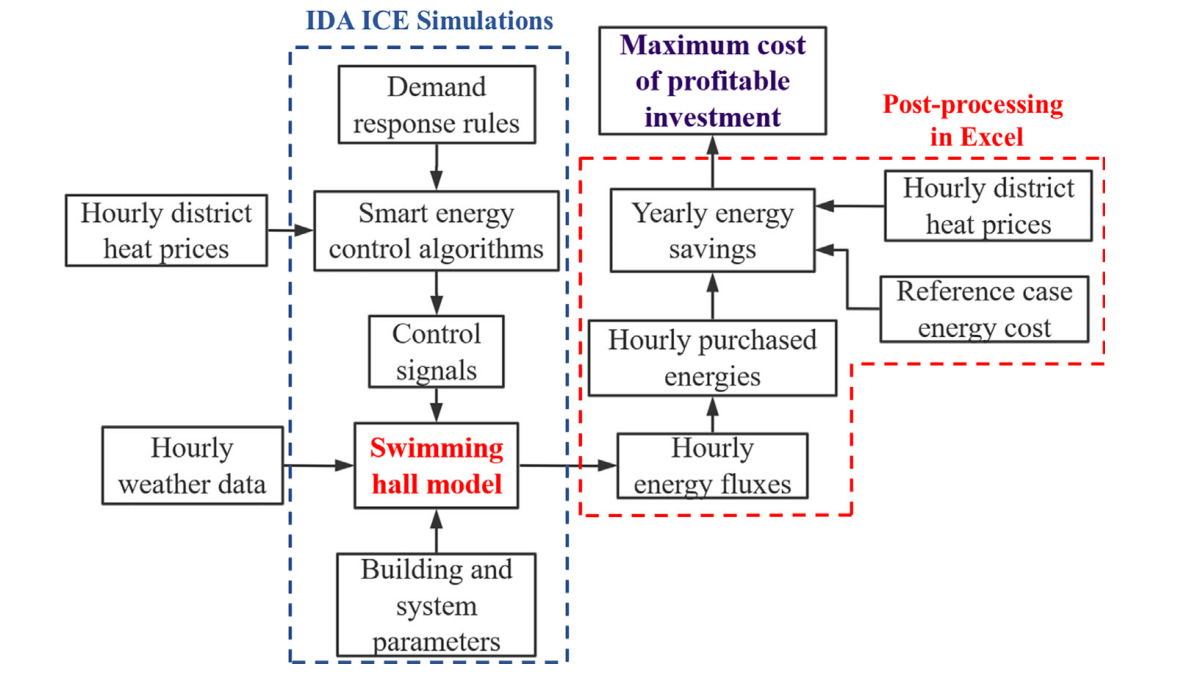 IDA ICE Simulations
Demand
response rules
Hourly district
heat prices
Smart energy
control algorithms
Control
signals
Hourly
weather data
Swimming
hall model
Building and
system
parameters
Maximum cost
of profitable
investment
Post-processing
in Excel
Yearly energy
savings
Hourly district
heat prices
Reference case
energy cost
Hourly purchased
energies
Hourly
energy fluxes